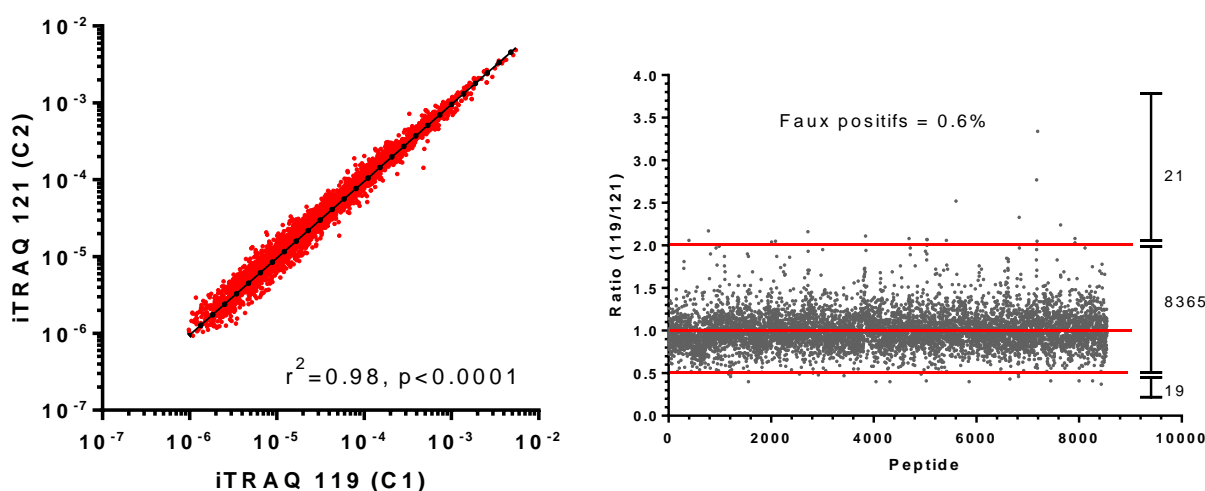 10-2
10-3
10-4
10-5
10-6
10-7
iTRAQ 121 (C2)
r2=0.98, p<0.0001
10-7 10-6 10-5 10-4 10-3 10-2
iTRAQ 119 (C1)
4.0
3.5
3.0
2.5
2.0
1.5
1.0
0.5
0.0
Ratio (119/121)
Faux positifs = 0.6%
21
8365
19
0 2000 4000 6000 8000 10000
Peptide